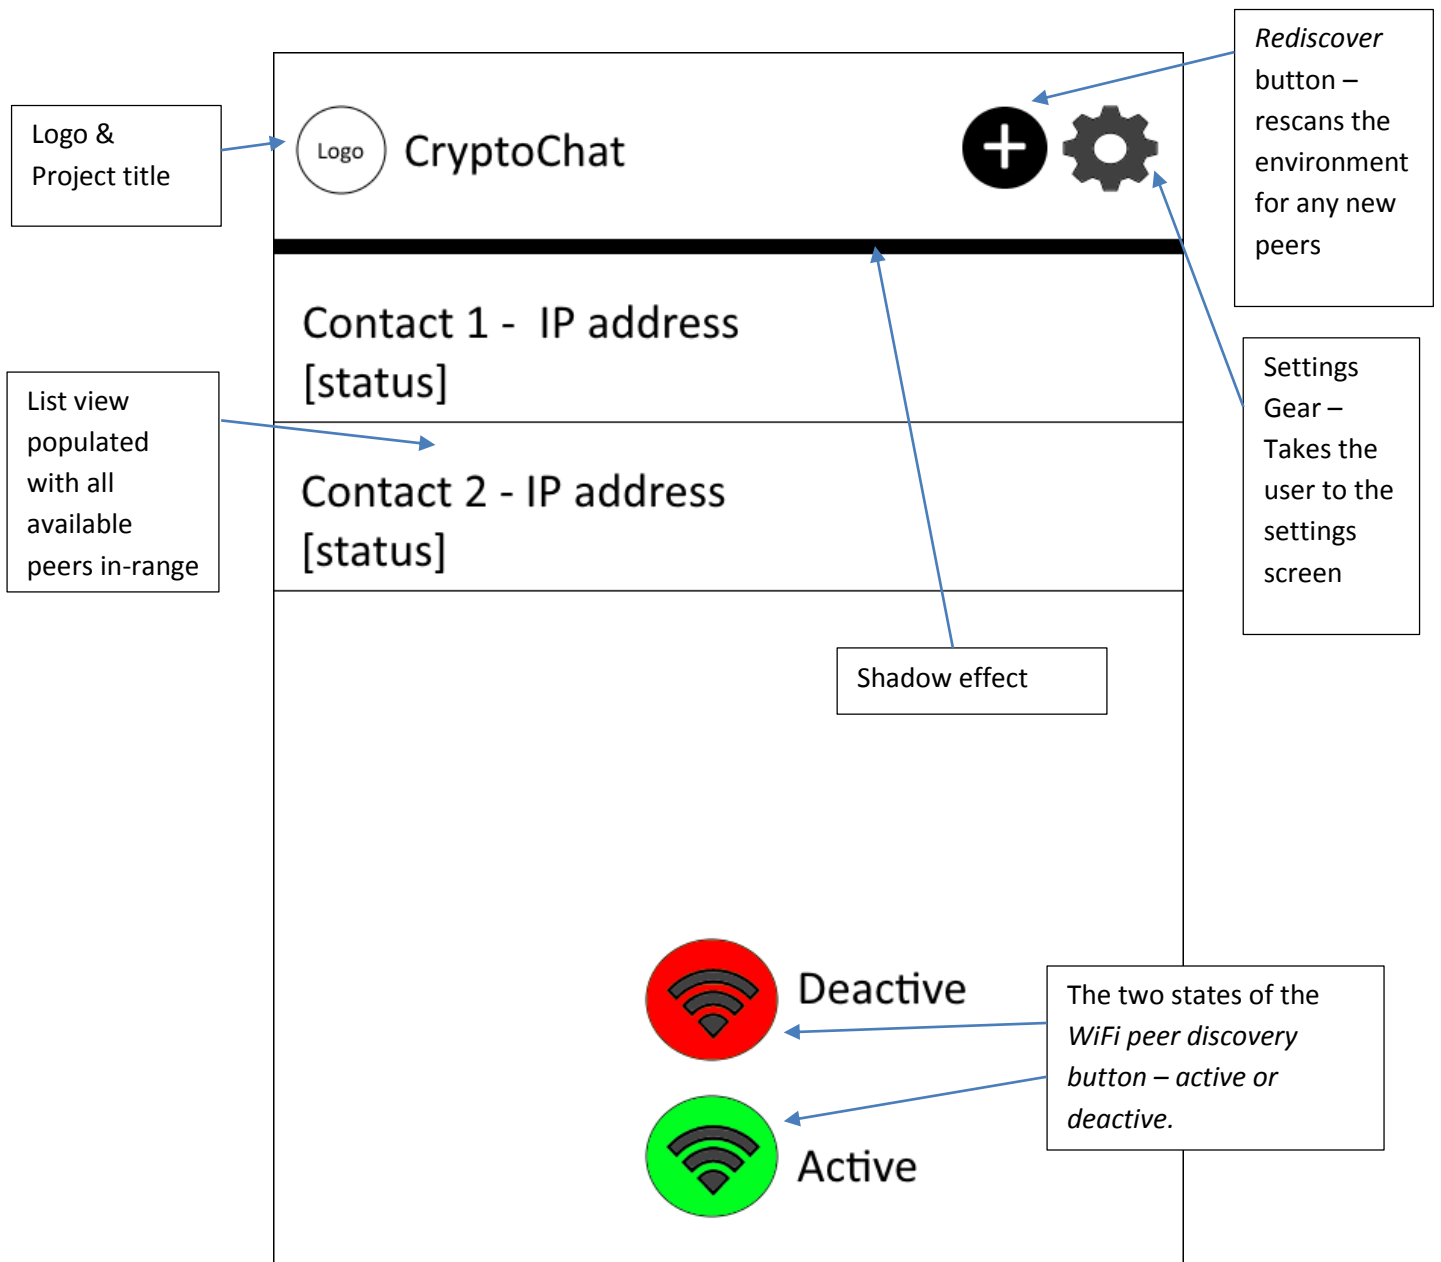 Rediscover
button –
rescans the
environment
for any new
peers
Logo &
Project title
Logo
CryptoChat
Contact 1 -  IP address
[status]
Settings
Gear –
Takes the
user to the
settings
screen
List view
populated
with all
available
peers in-range
Contact 2 - IP address
[status]
Shadow effect
Deactive
The two states of the
WiFi peer discovery
button – active or
deactive.
Active